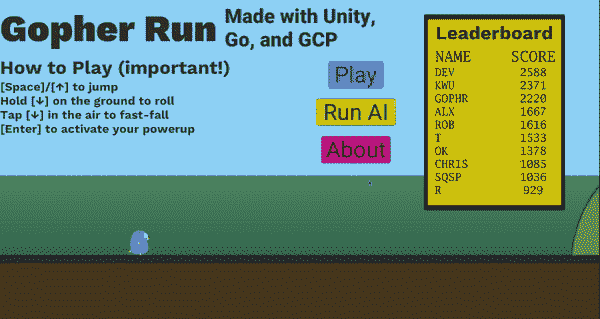 Gopher Run
Made with Unity,
Go, and GCP
How to Play (important!)
[Space]/[↑] to jump
Hold [↓] on the ground to roll
Tap [↓] in the air to fast-fall
[Enter] to activate your powerup
Play
Run AI
About
Leaderboard
NAME SCORE
DEV 2588
KWU 2371
GOPHR 2220
ALX 1667
ROB 1616
T 1533
OK 1378
CHRIS 1085
SQSP 1036
R 929